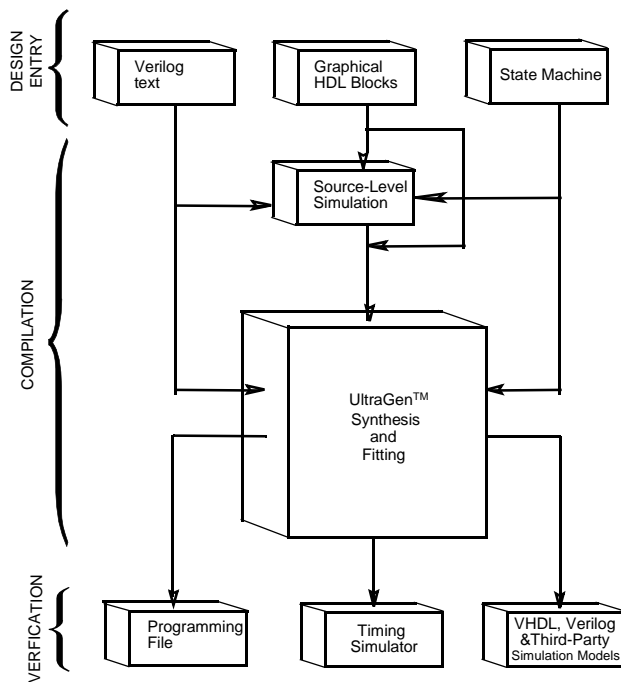 DESIGN
ENTRY
Verilog
text
Graphical
HDL Blocks
State Machine
COMPILATION
Source-Level
Simulation
UltraGen™
Synthesis
and
Fitting
VERFICATION
Programming
File
Timing
Simulator
VHDL, Verilog
&Third-Party
Simulation Models